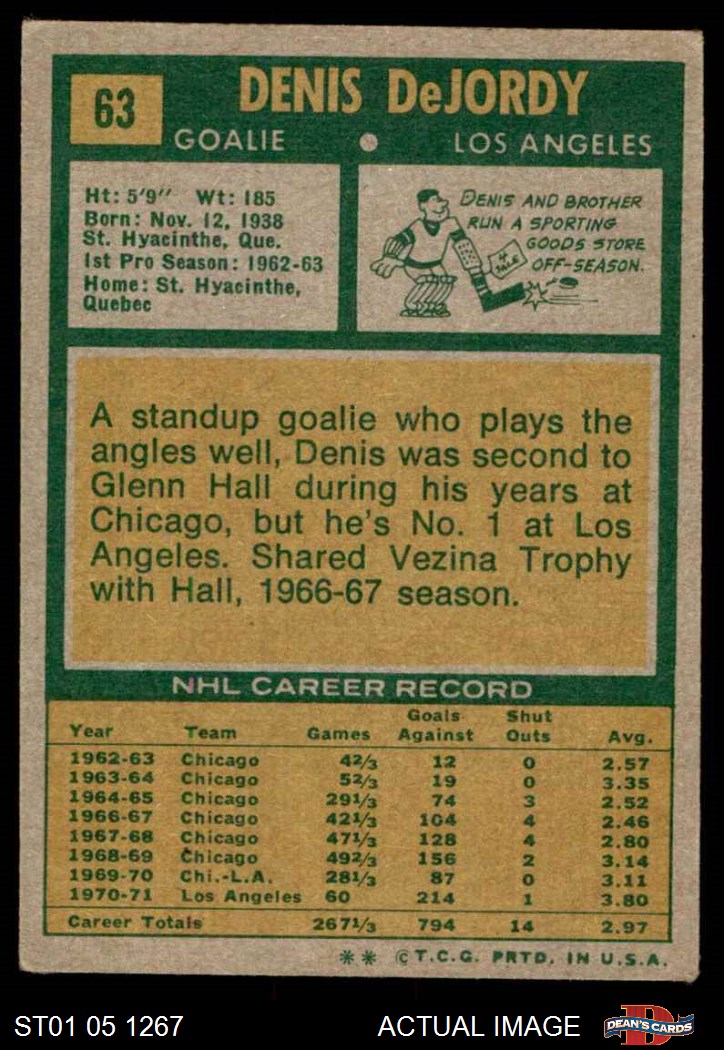 63
DENIS DeJORDY
GOALIE • LOS ANGELES
Ht: 5'9" Wt: 185
Born: Nov. 12, 1938
St. Hyacinthe, Que.
1st Pro Season: 1962-63
Home: St. Hyacinthe,
Quebec
DENIS AND BROTHER
RUN A SPORTING
GOODS STORE
OFF-SEASON.
SALE
A standup goalie who plays the
angles well, Denis was second to
Glenn Hall during his years at
Chicago, but he's No. 1 at Los
Angeles. Shared Vezina Trophy
with Hall, 1966-67 season.
NHL CAREER RECORD
Year Team Games Goals Against Shut Outs Avg.
1962-63 Chicago 42/3 12 0 2.57
1963-64 Chicago 52/3 19 0 3.35
1964-65 Chicago 291/3 74 3 2.52
1966-67 Chicago 421/3 104 4 2.46
1967-68 Chicago 471/3 128 4 2.80
1968-69 Chicago 492/3 156 2 3.14
1969-70 Chi.-L.A. 281/3 87 0 3.11
1970-71 Los Angeles 60 214 1 3.80
Career Totals 2671/3 794 14 2.97
** © T.C.G. PRTD. IN U.S.A.
ST01 05 1267
ACTUAL IMAGE
D
DEAN'S CARDS